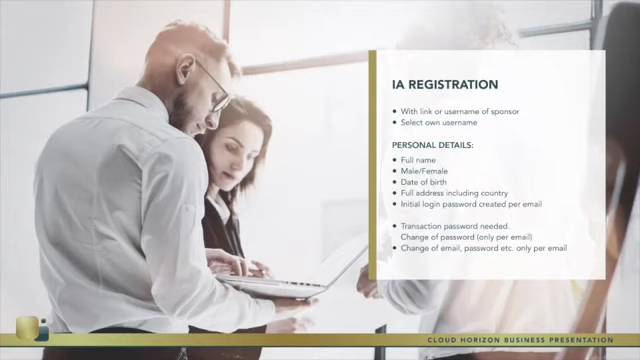 IA REGISTRATION
• With link or username of sponsor
• Select own username
PERSONAL DETAILS:
• Full name
• Male/Female
• Date of birth
• Full address including country
• Initial login password created per email
• Transaction password needed.
Change of password (only per email)
• Change of email, password etc. only per email
CLOUD HORIZON BUSINESS PRESENTATION